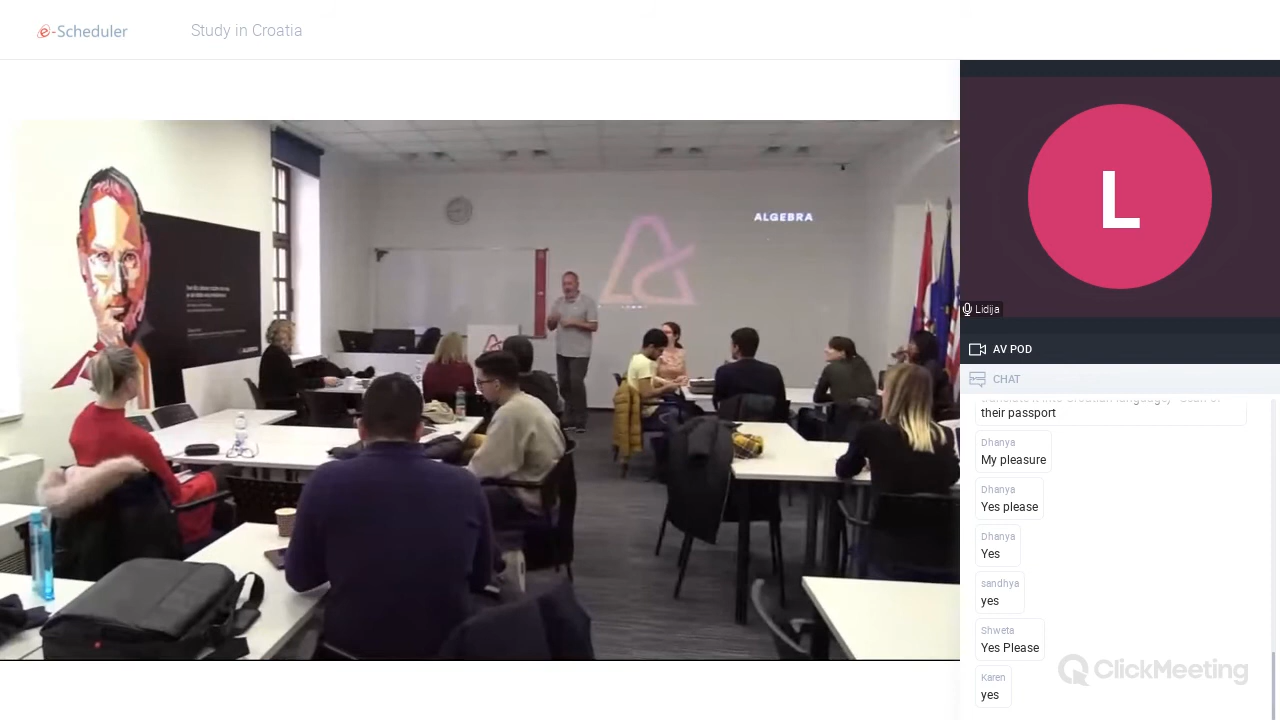 e-Scheduler
Study in Croatia
ALGEBRA
L
Lidija
AV POD
CHAT
their passport
Dhanya
My pleasure
Dhanya
Yes please
Dhanya
Yes
sandhya
yes
Shweta
Yes Please
Karen
yes
ClickMeeting